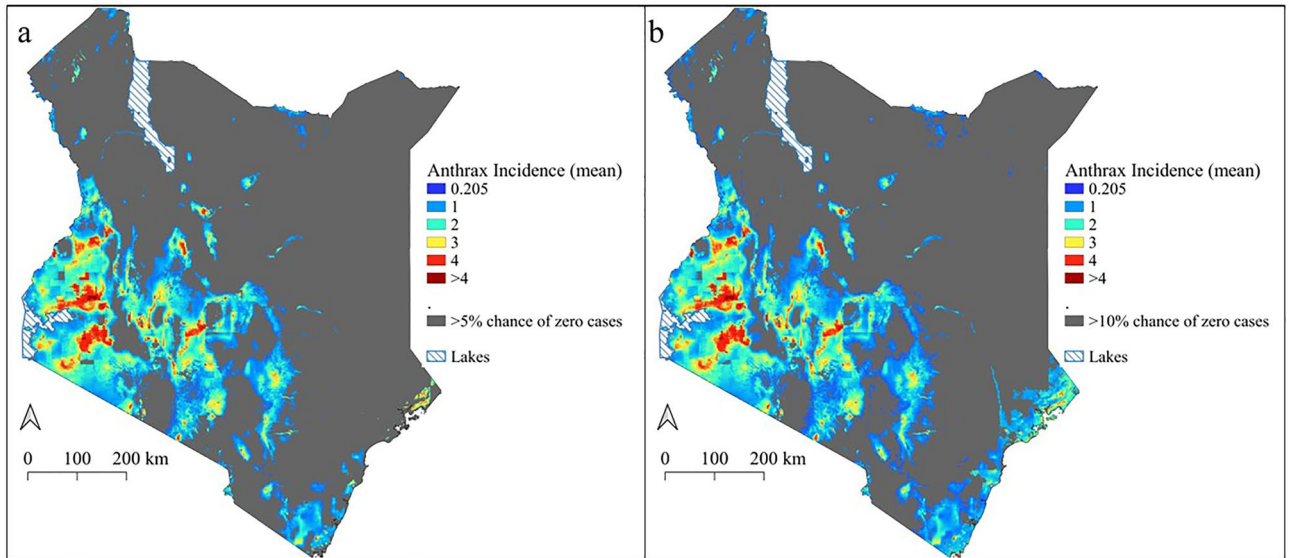 a
Anthrax Incidence (mean)
0.205
1
2
3
4
>4
.
>5% chance of zero cases
Lakes
0 100 200 km
b
Anthrax Incidence (mean)
0.205
1
2
3
4
>4
.
>10% chance of zero cases
Lakes
0 100 200 km